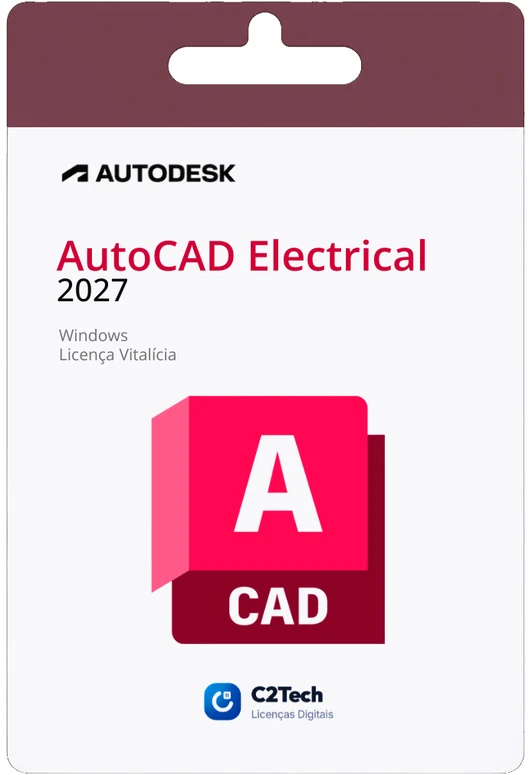 AUTODESK
AutoCAD Electrical
2027
Windows
Licença Vitalícia
A
CAD
C2Tech
Licenças Digitais